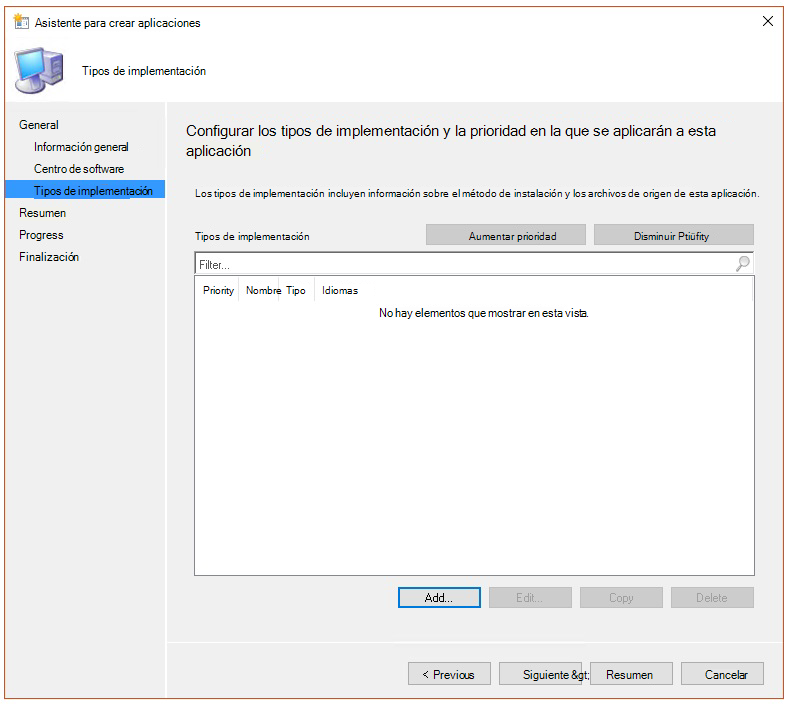 Asistente para crear aplicaciones
Tipos de implementación
General
Información general
Centro de software
Tipos de implementación
Resumen
Progress
Finalización
Configurar los tipos de implementación y la prioridad en la que se aplicarán a esta
aplicación
Los tipos de implementación incluyen información sobre el método de instalación y los archivos de origen de esta aplicación.
Tipos de implementación
Aumentar prioridad
Disminuir Ptiüfity
Filter...
Priority Nombre Tipo Idiomas
No hay elementos que mostrar en esta vista.
Add... Edit... Copy Delete
< Previous Siguiente &gt; Resumen Cancelar